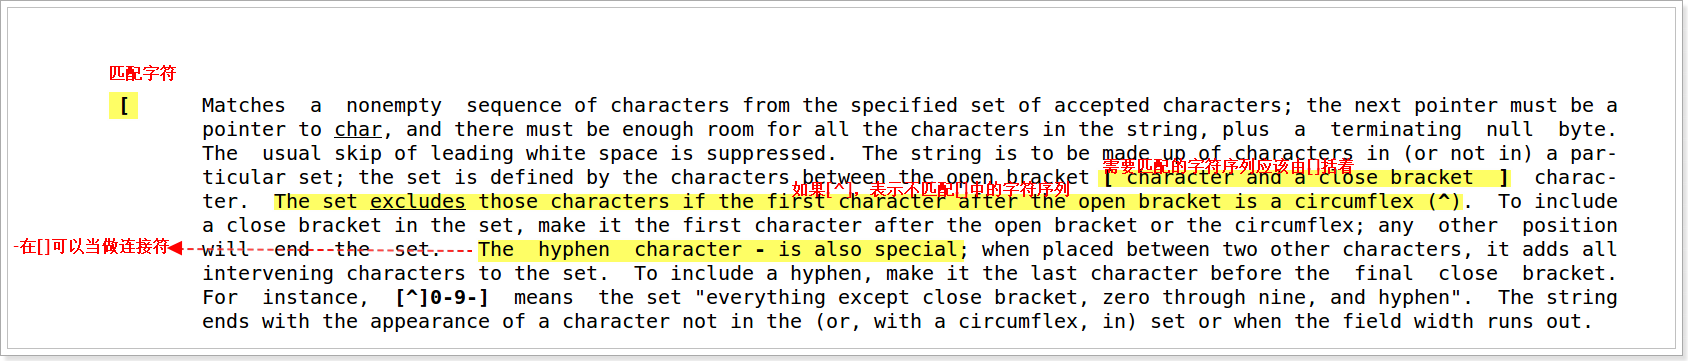 匹配字符
[ Matches a nonempty sequence of characters from the specified set of accepted characters; the next pointer must be a
pointer to char, and there must be enough room for all the characters in the string, plus a terminating null byte.
The usual skip of leading white space is suppressed. The string is to be made up of characters in (or not in) a par-
需要匹配的字符序列应该由[]括着
ticular set; the set is defined by the characters between the open bracket [ character and a close bracket ] charac-
如果[^], 表示不匹配[]中的字符序列
ter. The set excludes those characters if the first character after the open bracket is a circumflex (^). To include
a close bracket in the set, make it the first character after the open bracket or the circumflex; any other position
-在[]可以当做连接符
will end the set. The hyphen character - is also special; when placed between two other characters, it adds all
intervening characters to the set. To include a hyphen, make it the last character before the final close bracket.
For instance, [^]0-9-] means the set "everything except close bracket, zero through nine, and hyphen". The string
ends with the appearance of a character not in the (or, with a circumflex, in) set or when the field width runs out.